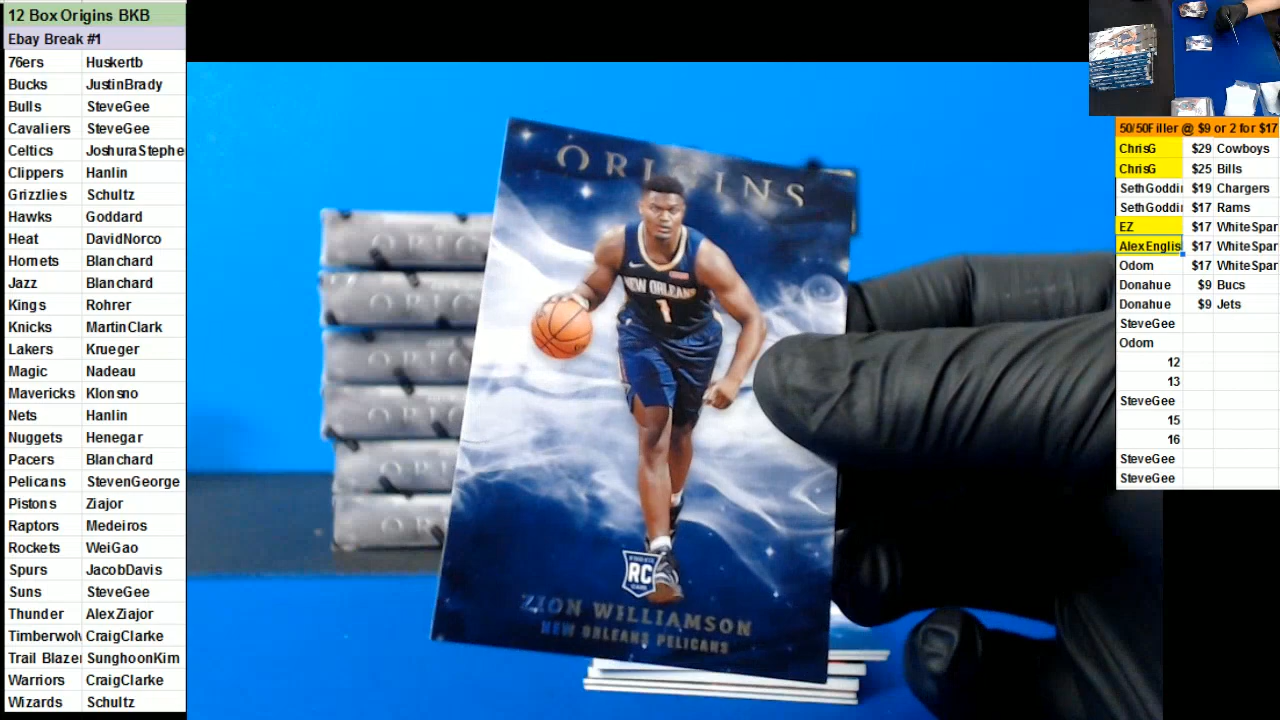 12 Box Origins BKB
Ebay Break #1
76ers Huskertb
Bucks JustinBrady
Bulls SteveGee
Cavaliers SteveGee
Celtics JoshuraStephe
Clippers Hanlin
Grizzlies Schultz
Hawks Goddard
Heat DavidNorco
Hornets Blanchard
Jazz Blanchard
Kings Rohrer
Knicks MartinClark
Lakers Krueger
Magic Nadeau
Mavericks Klonsno
Nets Hanlin
Nuggets Henegar
Pacers Blanchard
Pelicans StevenGeorge
Pistons Ziajor
Raptors Medeiros
Rockets WeiGao
Spurs JacobDavis
Suns SteveGee
Thunder AlexZiajor
Timberwolv CraigClarke
Trail Blazer SunghoonKim
Warriors CraigClarke
Wizards Schultz
ORIGINS
NEW ORLEANS
1
RC
ZION WILLIAMSON
NEW ORLEANS PELICANS
50/50Filler @ $9 or 2 for $17
ChrisG $29 Cowboys
ChrisG $25 Bills
SethGoddi $19 Chargers
SethGoddi $17 Rams
EZ $17 WhiteSpar
AlexEnglis $17 WhiteSpar
Odom $17 WhiteSpar
Donahue $9 Bucs
Donahue $9 Jets
SteveGee
Odom
12
13
SteveGee
15
16
SteveGee
SteveGee